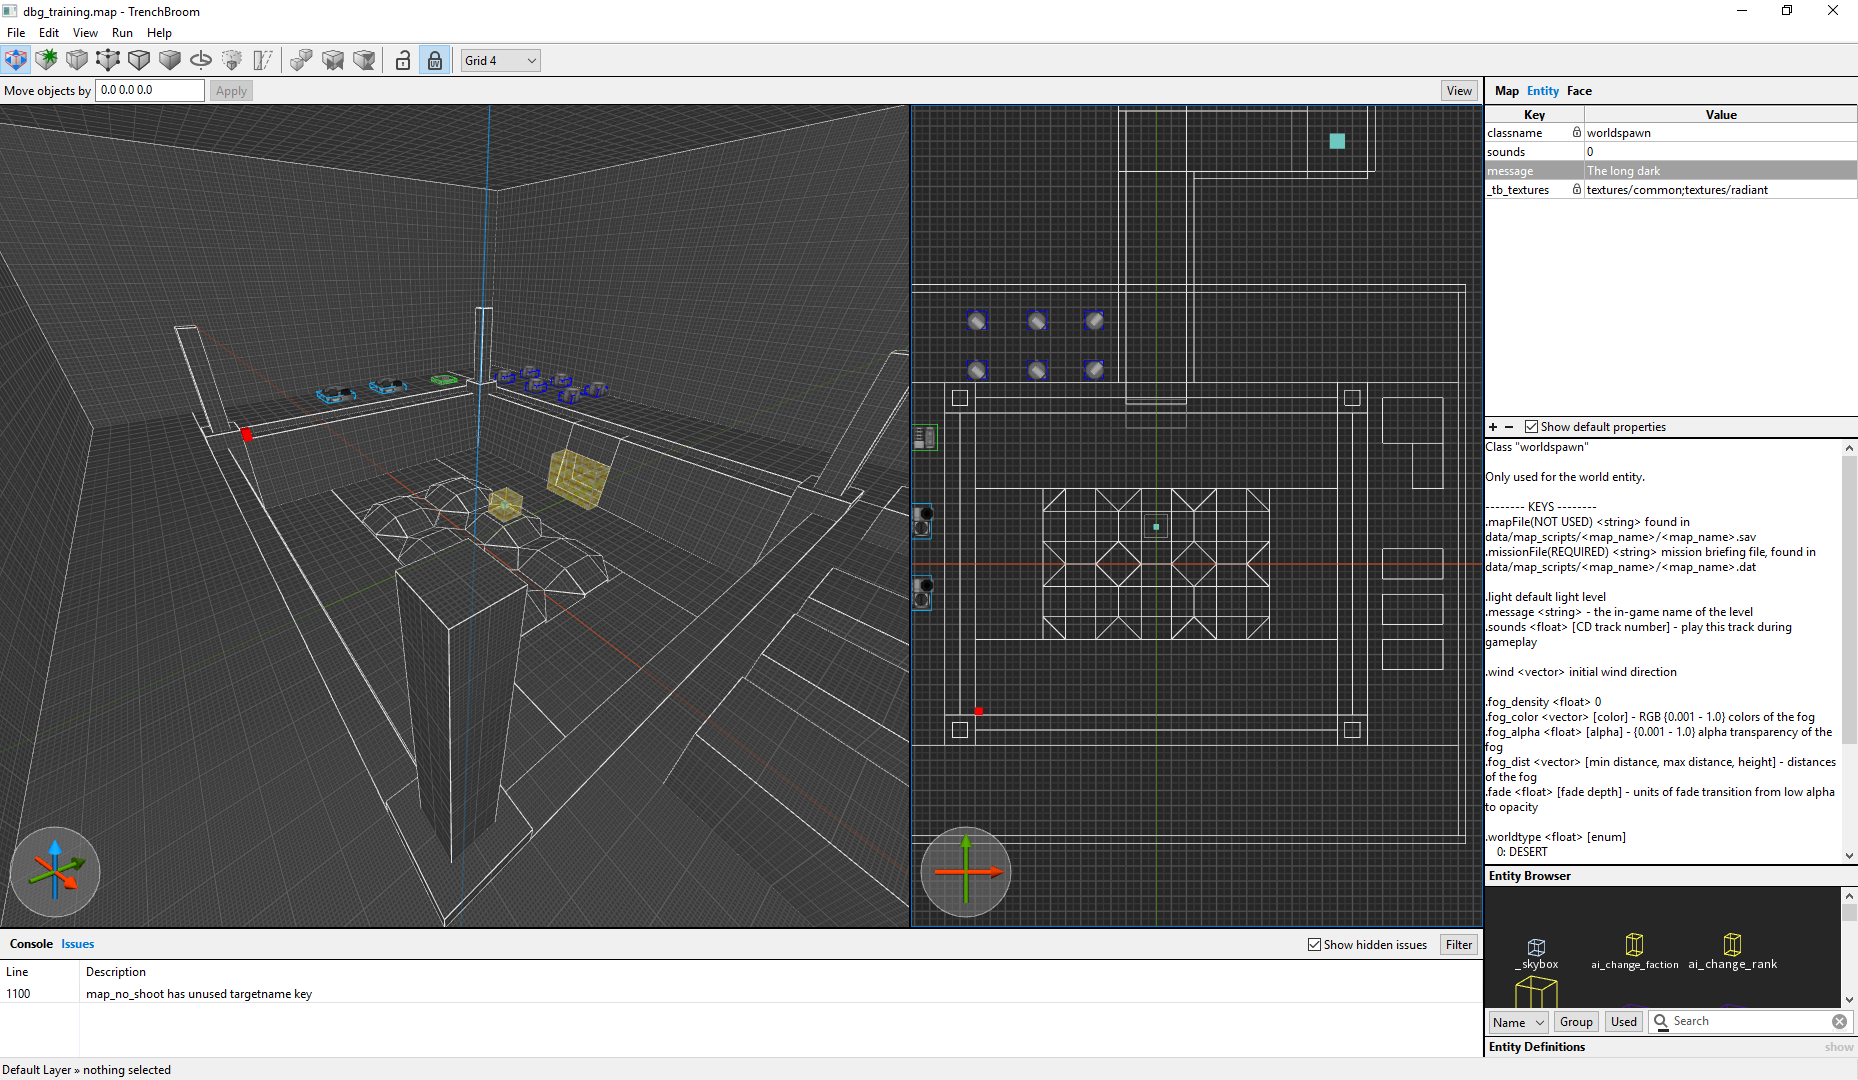 dbg_training.map - TrenchBroom
File Edit View Run Help
UV
Grid 4
Move objects by 0.0 0.0 0.0 Apply
View
Map Entity Face
Key Value
classname worldspawn
sounds 0
message The long dark
_tb_textures textures/common;textures/radiant
+ − Show default properties
Class "worldspawn"
Only used for the world entity.
-------- KEYS --------
.mapFile(NOT USED) <string> found in
data/map_scripts/<map_name>/<map_name>.sav
.missionFile(REQUIRED) <string> mission briefing file, found in
data/map_scripts/<map_name>/<map_name>.dat
.light default light level
.message <string> - the in-game name of the level
.sounds <float> [CD track number] - play this track during
gameplay
.wind <vector> initial wind direction
.fog_density <float> 0
.fog_color <vector> [color] - RGB {0.001 - 1.0} colors of the fog
.fog_alpha <float> [alpha] - {0.001 - 1.0} alpha transparency of the
fog
.fog_dist <vector> [min distance, max distance, height] - distances
of the fog
.fade <float> [fade depth] - units of fade transition from low alpha
to opacity
.worldtype <float> [enum]
0: DESERT
Entity Browser
_skybox ai_change_faction ai_change_rank
Name Group Used Search
Entity Definitions show
Console Issues
Show hidden issues Filter
Line Description
1100 map_no_shoot has unused targetname key
Default Layer » nothing selected